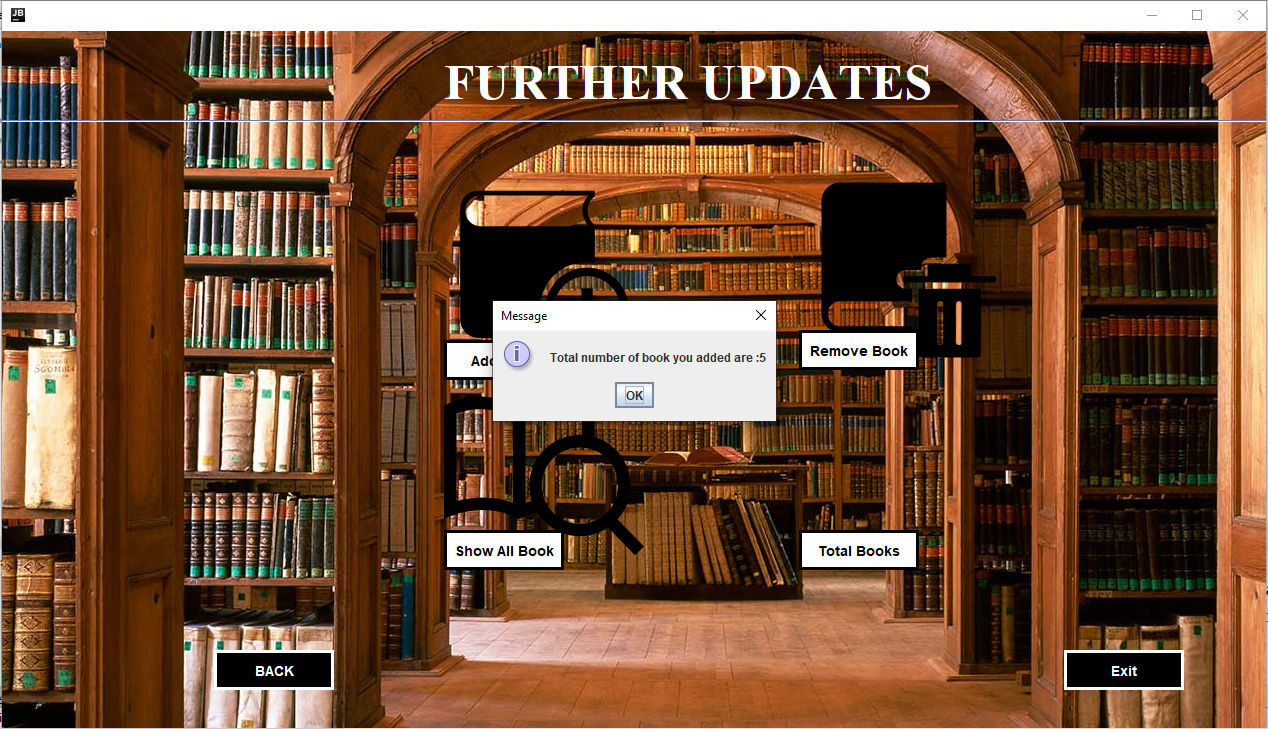 JB
FURTHER UPDATES
Message
Total number of book you added are :5
OK
Add
Remove Book
Show All Book
Total Books
BACK
Exit